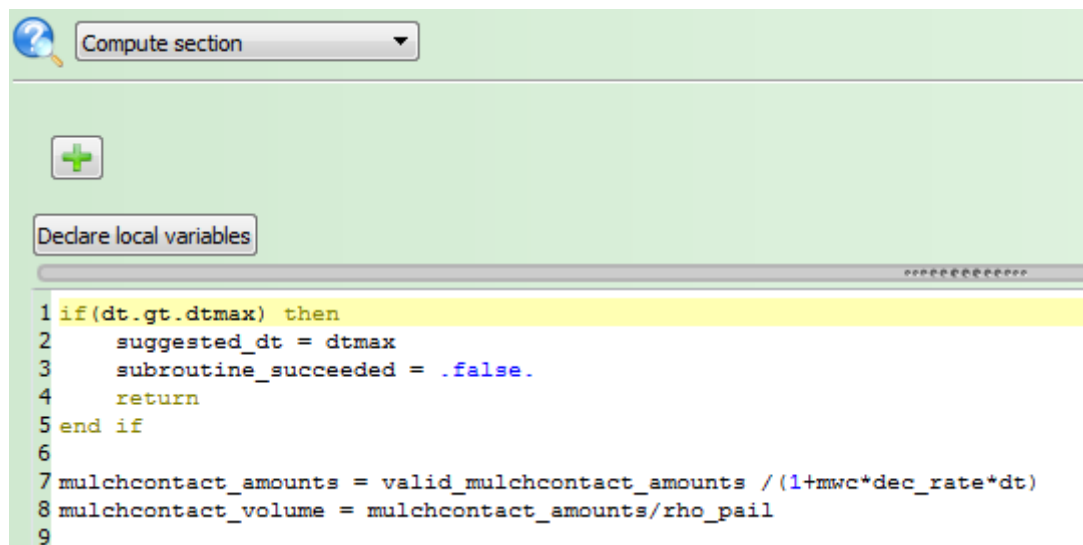 Compute section
Declare local variables
1 if(dt.gt.dtmax) then
2 suggested_dt = dtmax
3 subroutine_succeeded = .false.
4 return
5 end if
6
7 mulchcontact_amounts = valid_mulchcontact_amounts /(1+mwc*dec_rate*dt)
8 mulchcontact_volume = mulchcontact_amounts/rho_pail
9